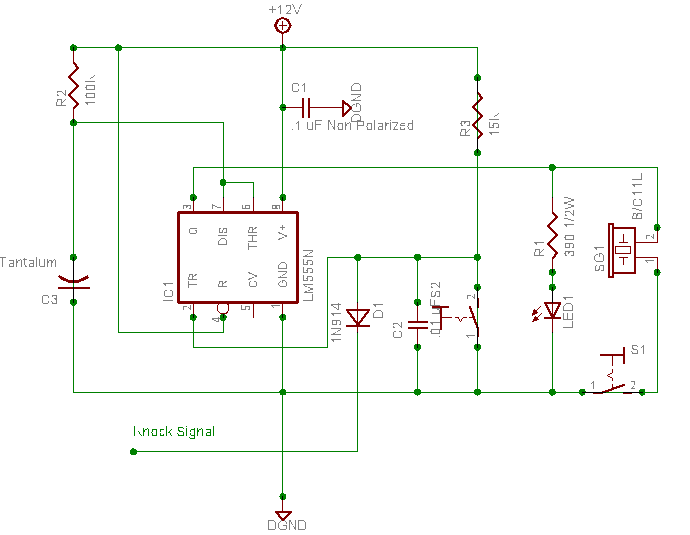 +12V
R2
100k
C1
DGND
.1 uF Non Polarized
R3
15k
3
7
6
8
Q
DIS
THR
V+
TR
R
CV
GND
IC1
LM555N
2
4
5
1
Tantalum
C3
1N914
D1
C2
.01 uF
S2
2
1
R1
390 1/2W
LED1
B/C11L
SG1
2
1
S1
1
2
Knock Signal
DGND